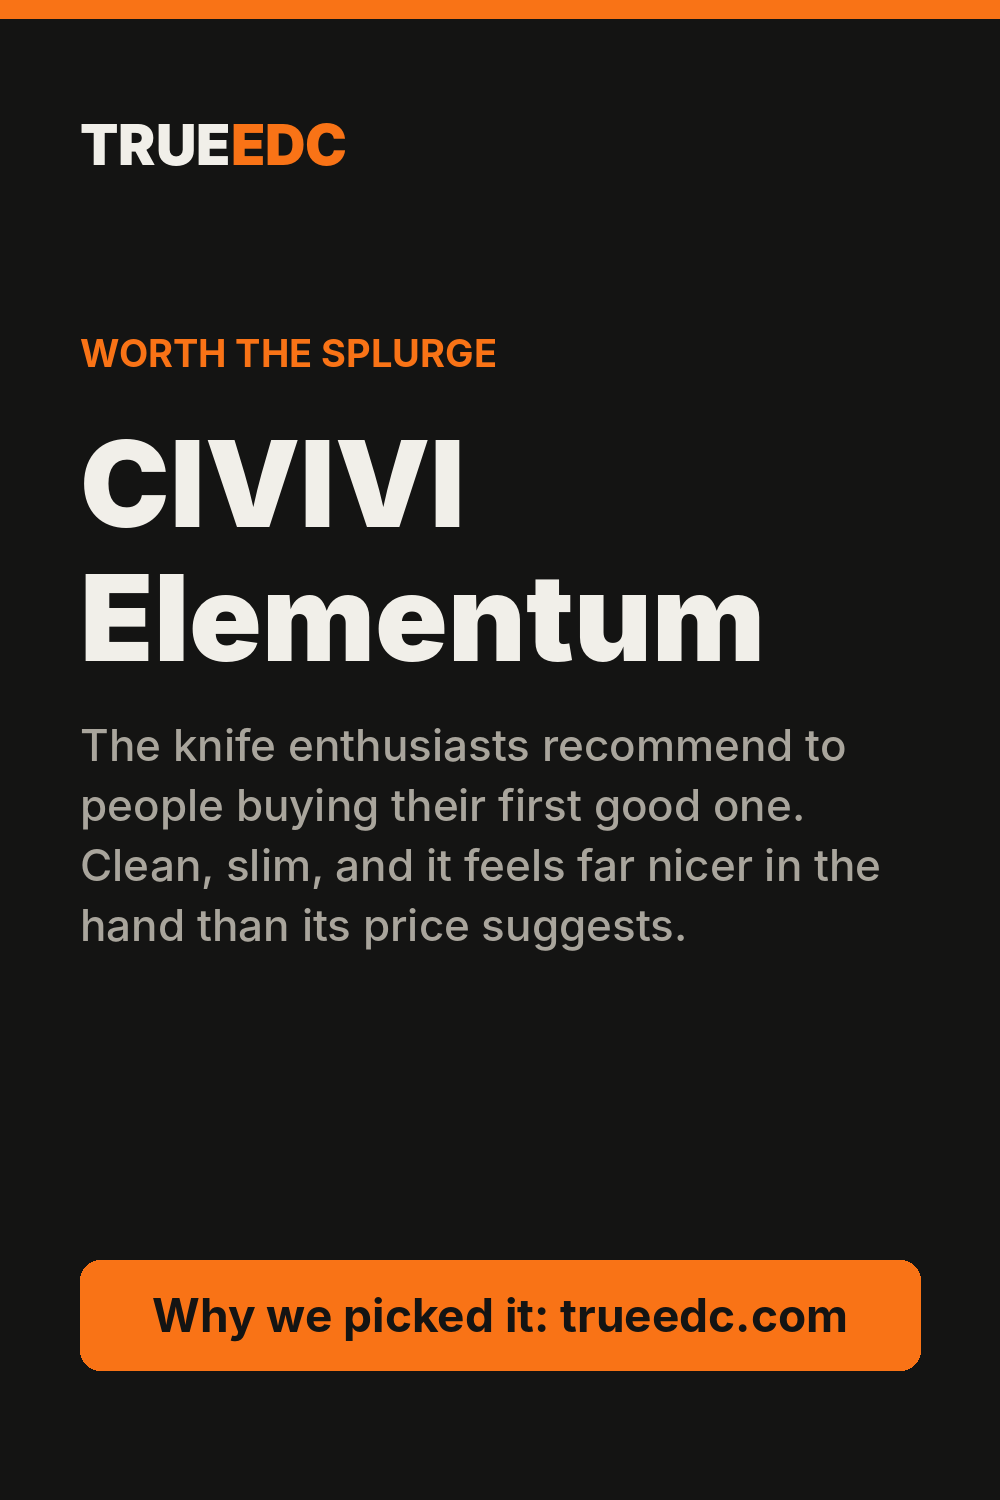 TRUEEDC
WORTH THE SPLURGE
CIVIVI
Elementum
The knife enthusiasts recommend to
people buying their first good one.
Clean, slim, and it feels far nicer in the
hand than its price suggests.
Why we picked it: trueedc.com